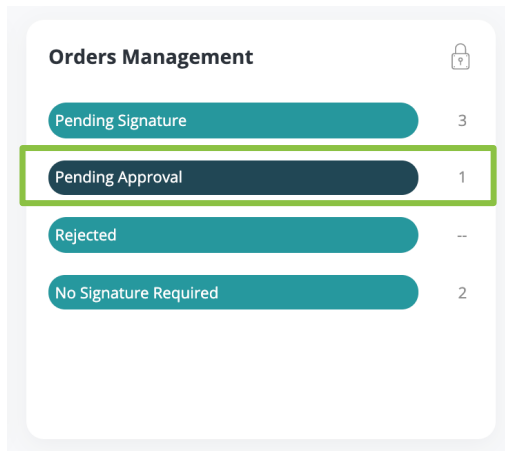 Orders Management
Pending Signature 3
Pending Approval 1
Rejected --
No Signature Required 2